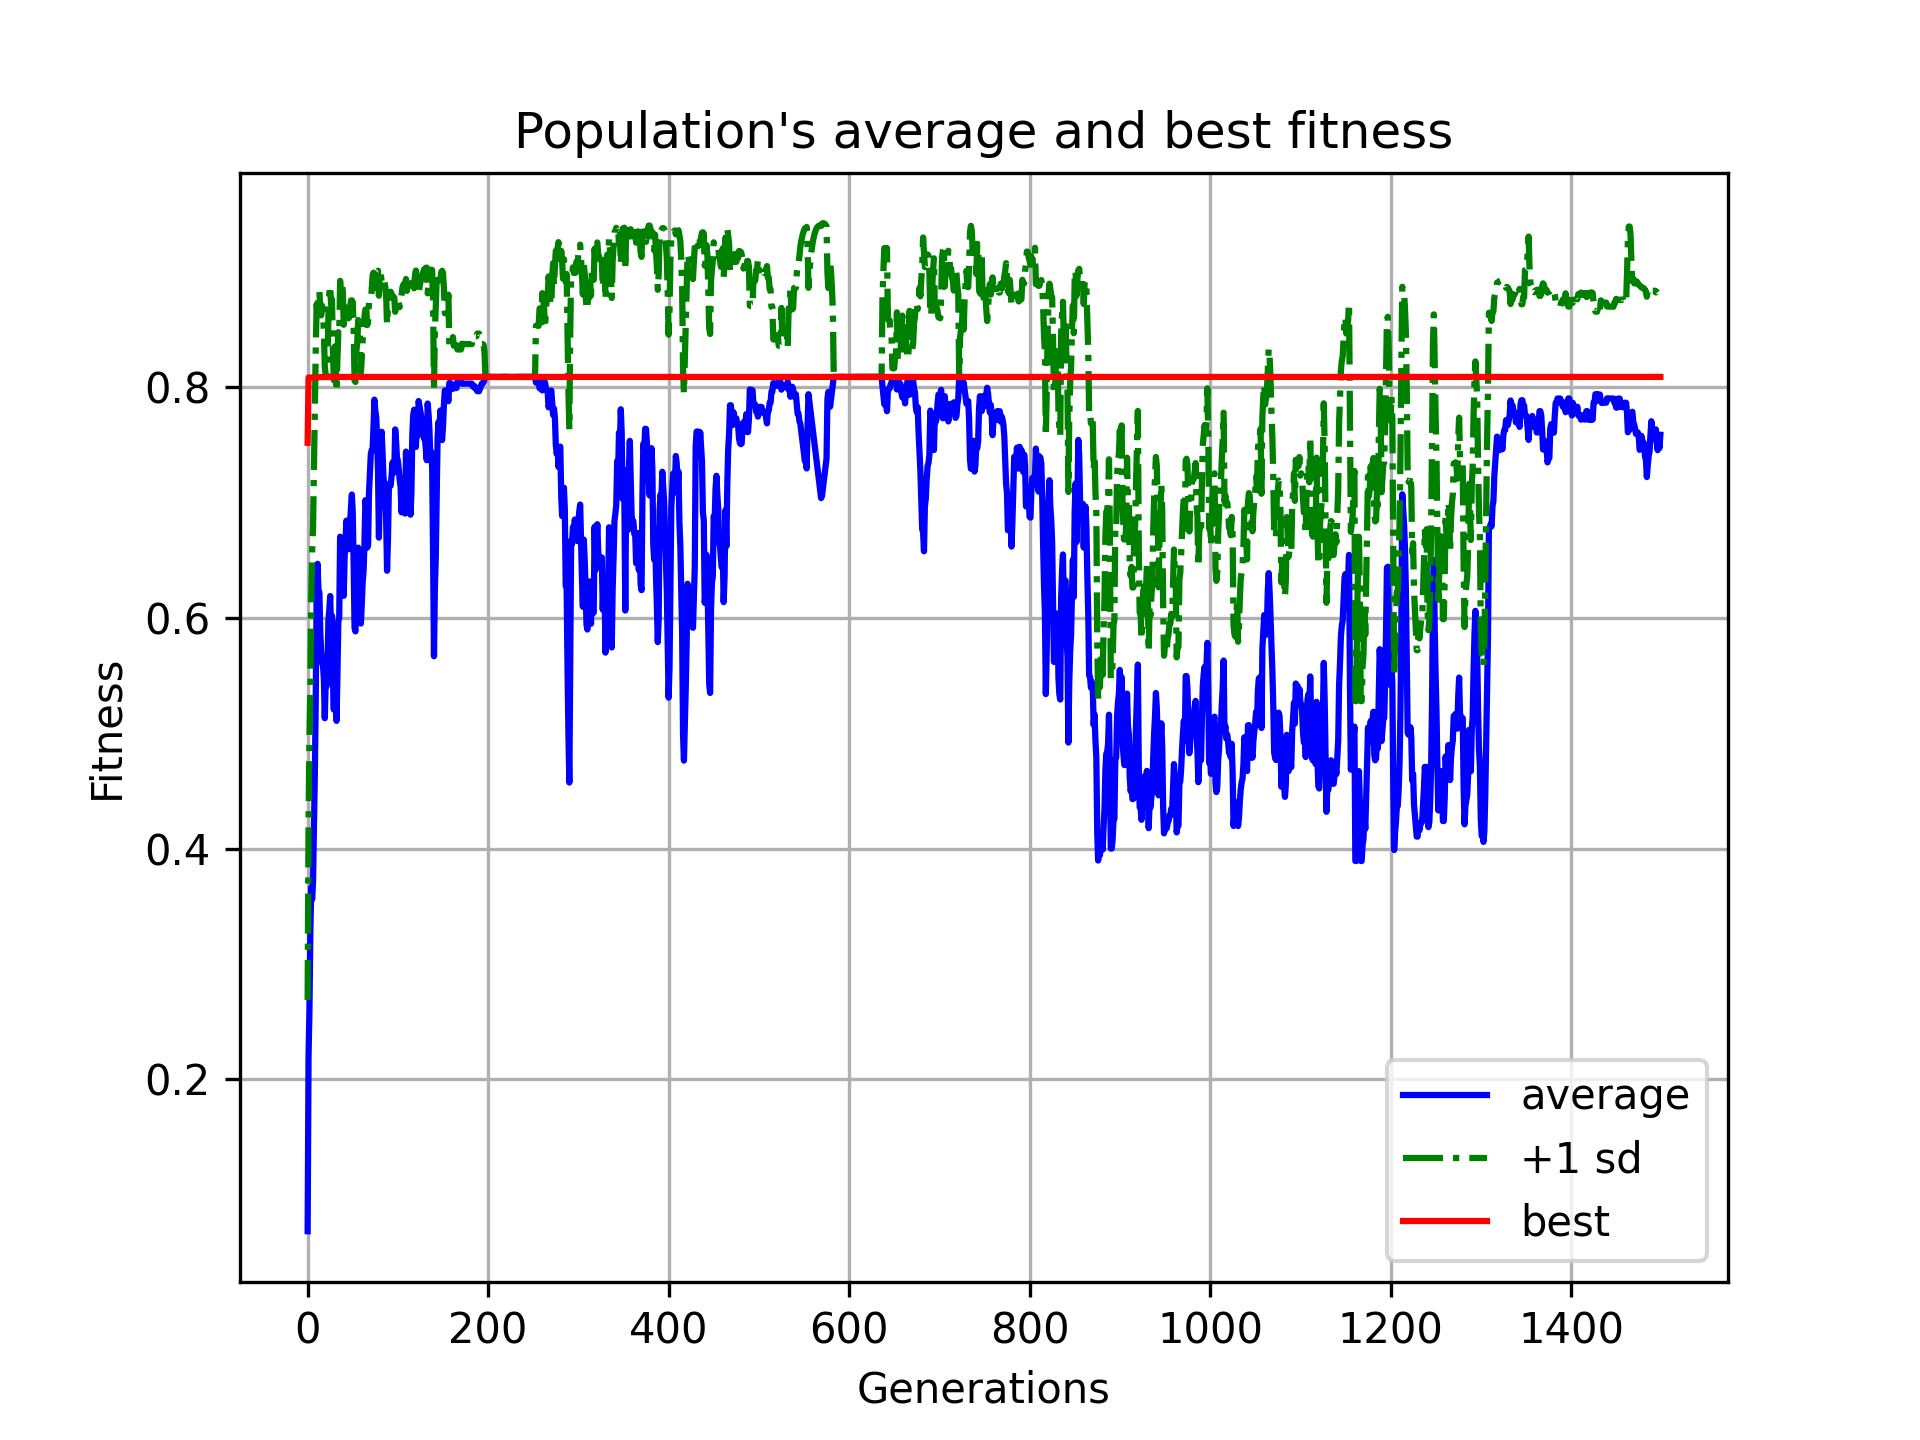 Population's average and best fitness
Fitness
0.8
0.6
0.4
0.2
0 200 400 600 800 1000 1200 1400
Generations
average
+1 sd
best